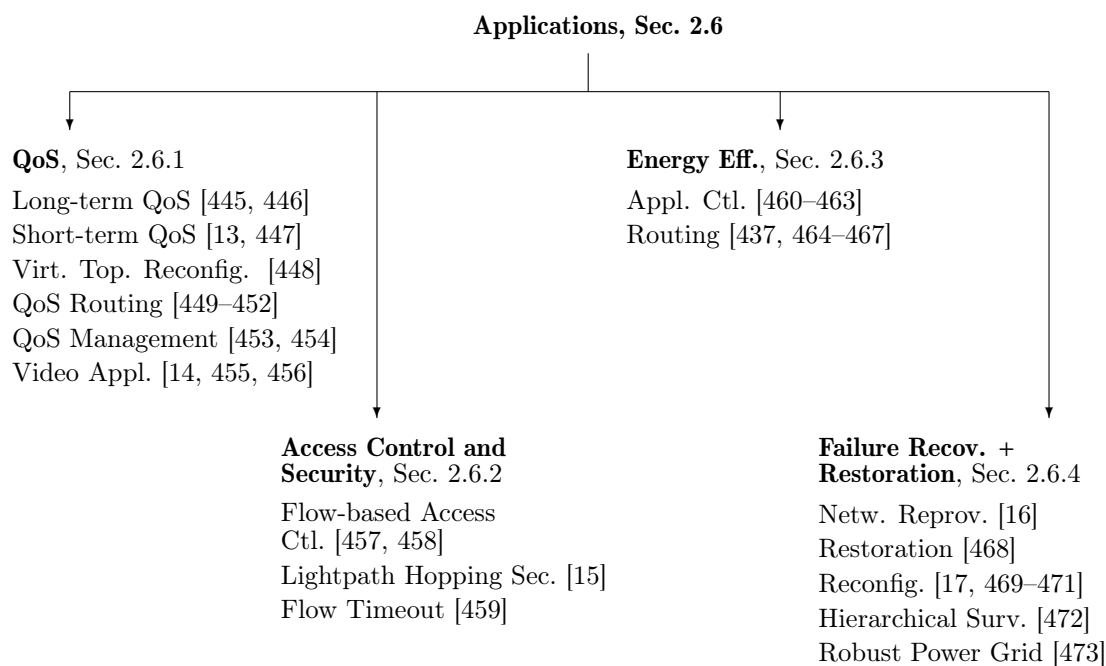 Applications, Sec. 2.6
QoS, Sec. 2.6.1
Long-term QoS [445, 446]
Short-term QoS [13, 447]
Virt. Top. Reconfig. [448]
QoS Routing [449–452]
QoS Management [453, 454]
Video Appl. [14, 455, 456]
Energy Eff., Sec. 2.6.3
Appl. Ctl. [460–463]
Routing [437, 464–467]
Access Control and
Security, Sec. 2.6.2
Flow-based Access
Ctl. [457, 458]
Lightpath Hopping Sec. [15]
Flow Timeout [459]
Failure Recov. +
Restoration, Sec. 2.6.4
Netw. Reprov. [16]
Restoration [468]
Reconfig. [17, 469–471]
Hierarchical Surv. [472]
Robust Power Grid [473]